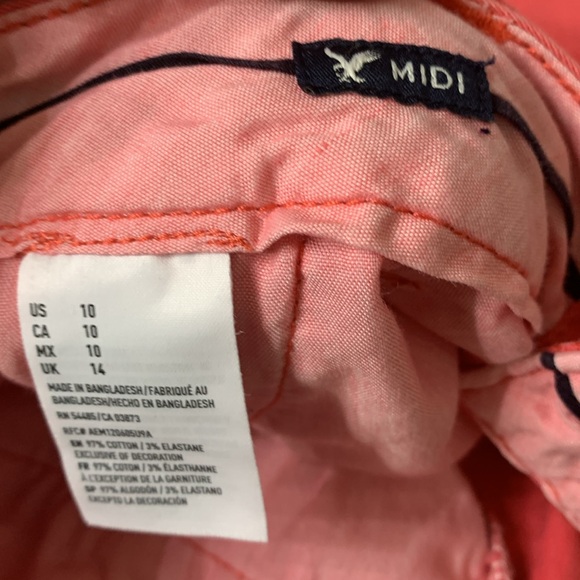 MIDI
US 10
CA 10
MX 10
UK 14
MADE IN BANGLADESH/FABRIQUÉ AU
BANGLADESH/HECHO EN BANGLADESH
RN 54485/CA 03873
RFC# AEM120605U9A
EN 97% COTTON / 3% ELASTANE
EXCLUSIVE OF DECORATION
FR 97% COTON / 3% ÉLASTHANNE
À L'EXCEPTION DE LA GARNITURE
SP 97% ALGODÓN / 3% ELASTANO
EXCEPTO LA DECORACIÓN